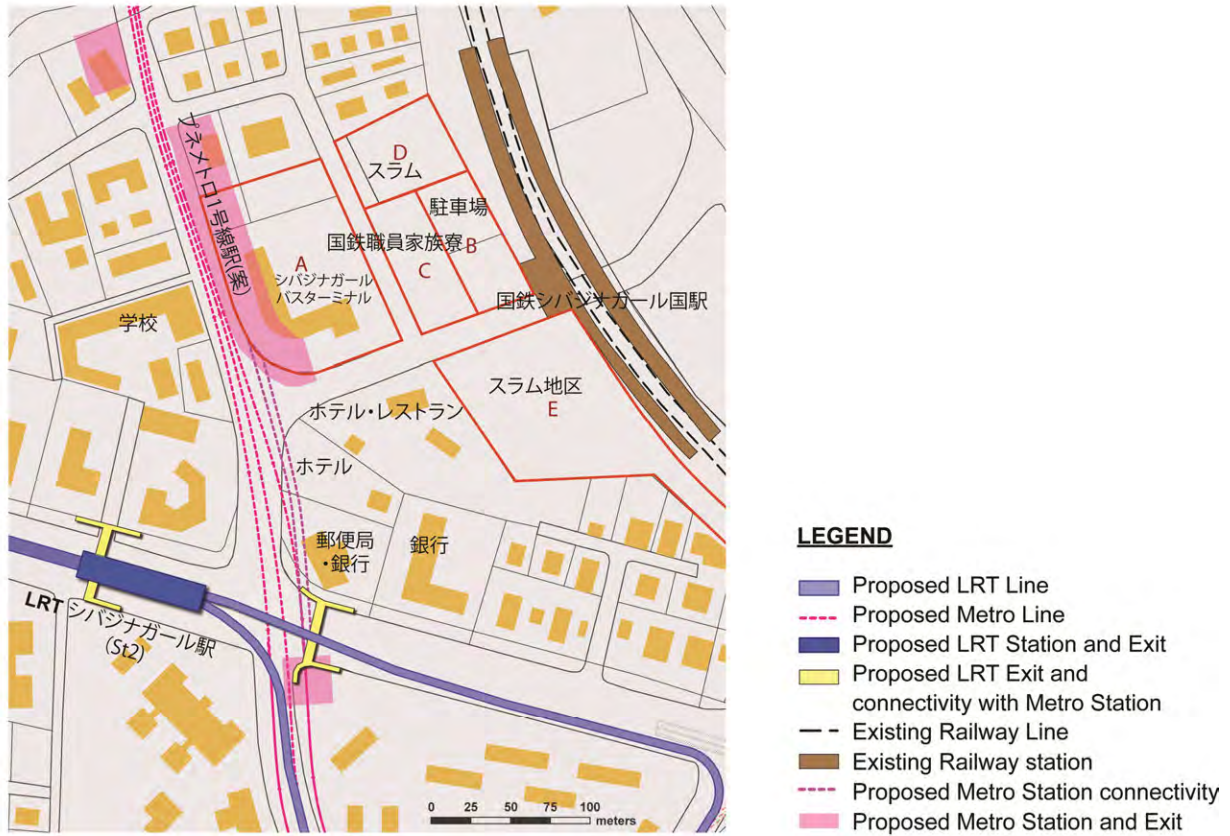 プネメトロ1号線駅(案)
D
スラム
駐車場
国鉄職員家族寮
B
A
C
シバジナガール
バスターミナル
国鉄シバジナガール国駅
学校
スラム地区
E
ホテル・レストラン
ホテル
郵便局
・銀行
銀行
LRT シバジナガール駅
(St2)
0 25 50 75 100
meters
LEGEND
Proposed LRT Line
Proposed Metro Line
Proposed LRT Station and Exit
Proposed LRT Exit and
connectivity with Metro Station
Existing Railway Line
Existing Railway station
Proposed Metro Station connectivity
Proposed Metro Station and Exit